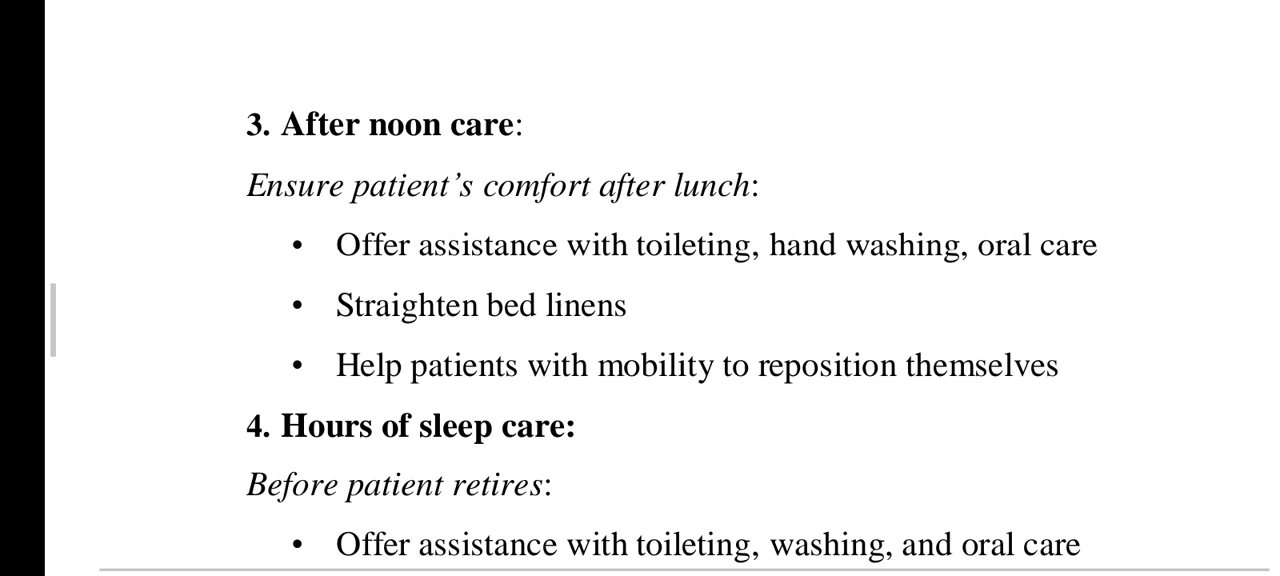 3. After noon care:
Ensure patient’s comfort after lunch:
• Offer assistance with toileting, hand washing, oral care
• Straighten bed linens
• Help patients with mobility to reposition themselves
4. Hours of sleep care:
Before patient retires:
• Offer assistance with toileting, washing, and oral care